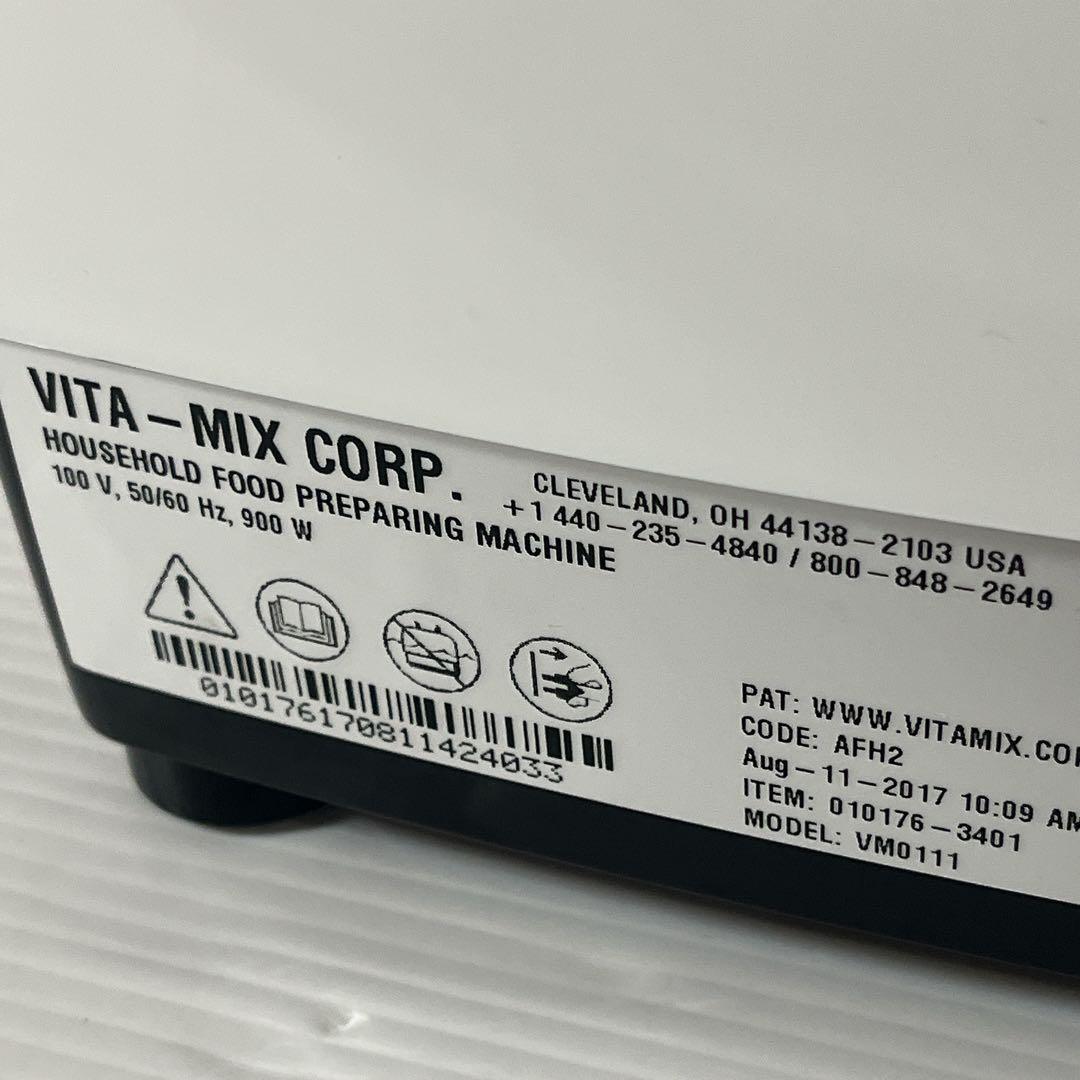 VITA – MIX CORP.
HOUSEHOLD FOOD PREPARING MACHINE
100 V, 50/60 Hz, 900 W
CLEVELAND, OH 44138–2103 USA
+1 440–235–4840 / 800–848–2649
010176170811424033
PAT: WWW.VITAMIX.CO
CODE: AFH2
Aug–11–2017 10:09 AM
ITEM: 010176–3401
MODEL: VM0111